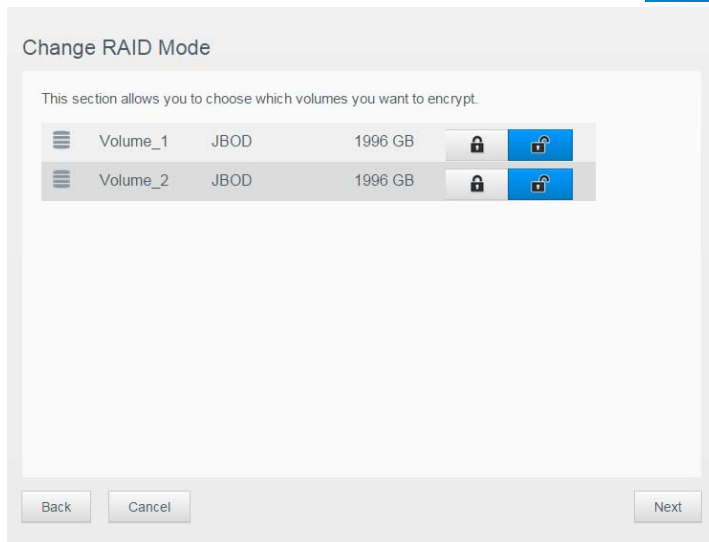 Change RAID Mode
This section allows you to choose which volumes you want to encrypt.
Volume_1 JBOD 1996 GB
Volume_2 JBOD 1996 GB
Back Cancel Next